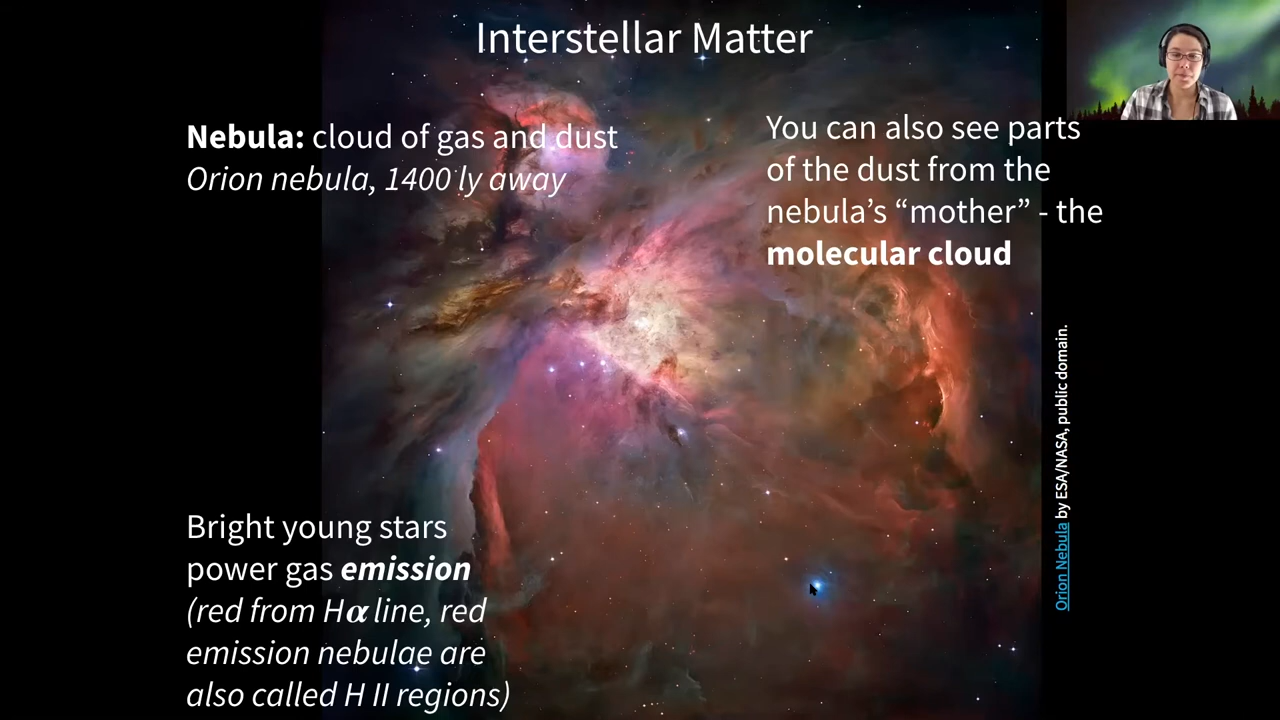 Interstellar Matter
Nebula: cloud of gas and dust
Orion nebula, 1400 ly away
You can also see parts
of the dust from the
nebula’s “mother” - the
molecular cloud
Bright young stars
power gas emission
(red from Hα line, red
emission nebulae are
also called H II regions)
Orion Nebula by ESA/NASA, public domain.